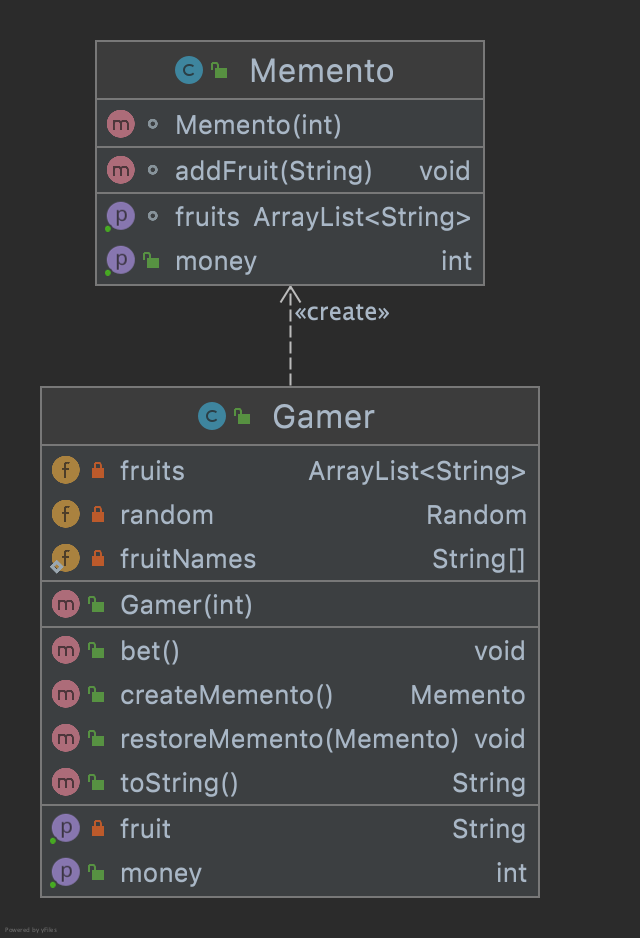 Memento
m Memento(int)
m addFruit(String) void
p fruits ArrayList<String>
p money int
«create»
C Gamer
f fruits ArrayList<String>
f random Random
f fruitNames String[]
m Gamer(int)
m bet() void
m createMemento() Memento
m restoreMemento(Memento) void
m toString() String
p fruit String
p money int
Powered by yFiles